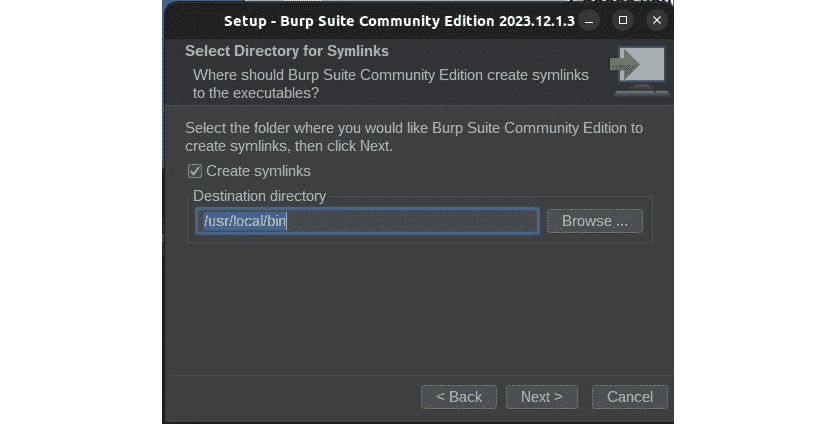 Setup - Burp Suite Community Edition 2023.12.1.3
Select Directory for Symlinks
Where should Burp Suite Community Edition create symlinks
to the executables?
Select the folder where you would like Burp Suite Community Edition to
create symlinks, then click Next.
Create symlinks
Destination directory
/usr/local/bin
Browse ...
< Back
Next >
Cancel